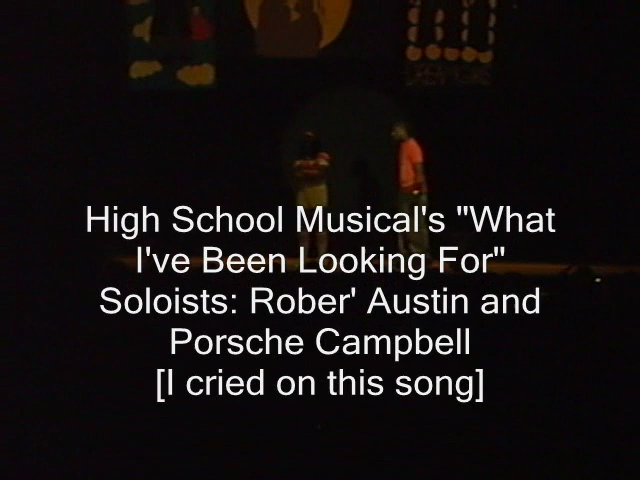 High School Musical's "What
I've Been Looking For"
Soloists: Rober' Austin and
Porsche Campbell
[I cried on this song]